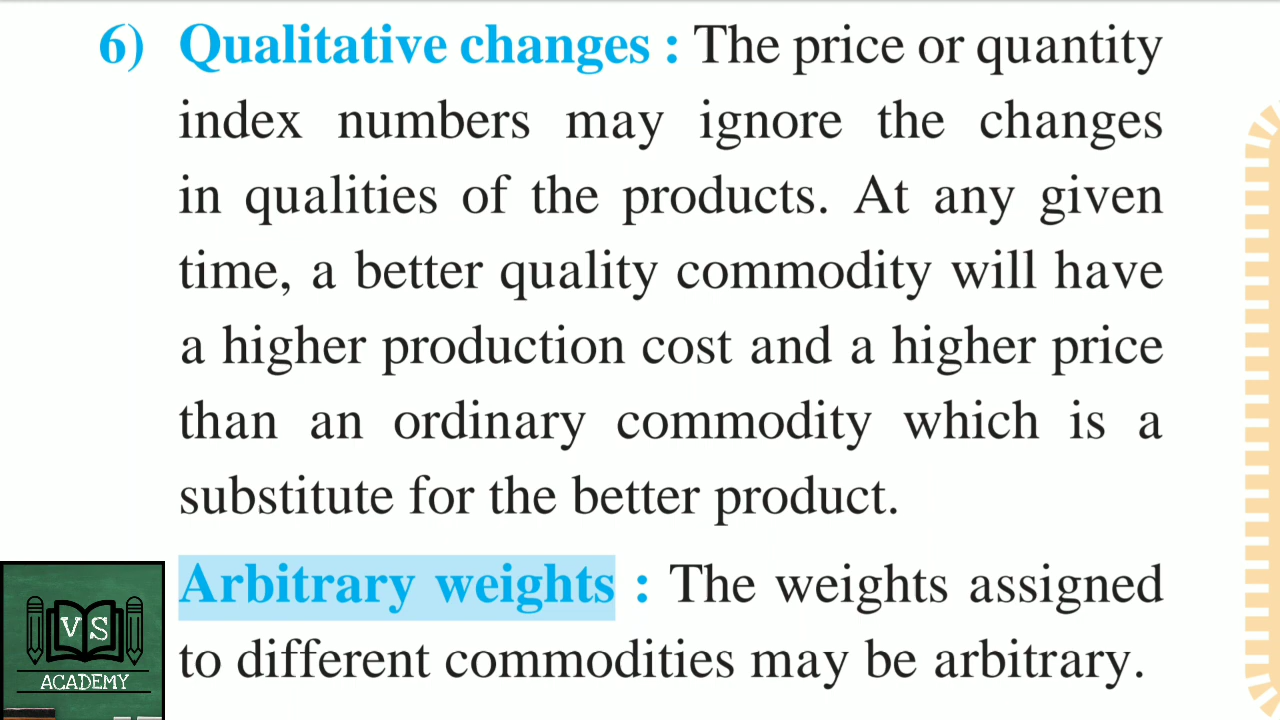 6) Qualitative changes : The price or quantity
index numbers may ignore the changes
in qualities of the products. At any given
time, a better quality commodity will have
a higher production cost and a higher price
than an ordinary commodity which is a
substitute for the better product.
Arbitrary weights : The weights assigned
to different commodities may be arbitrary.
VS
ACADEMY